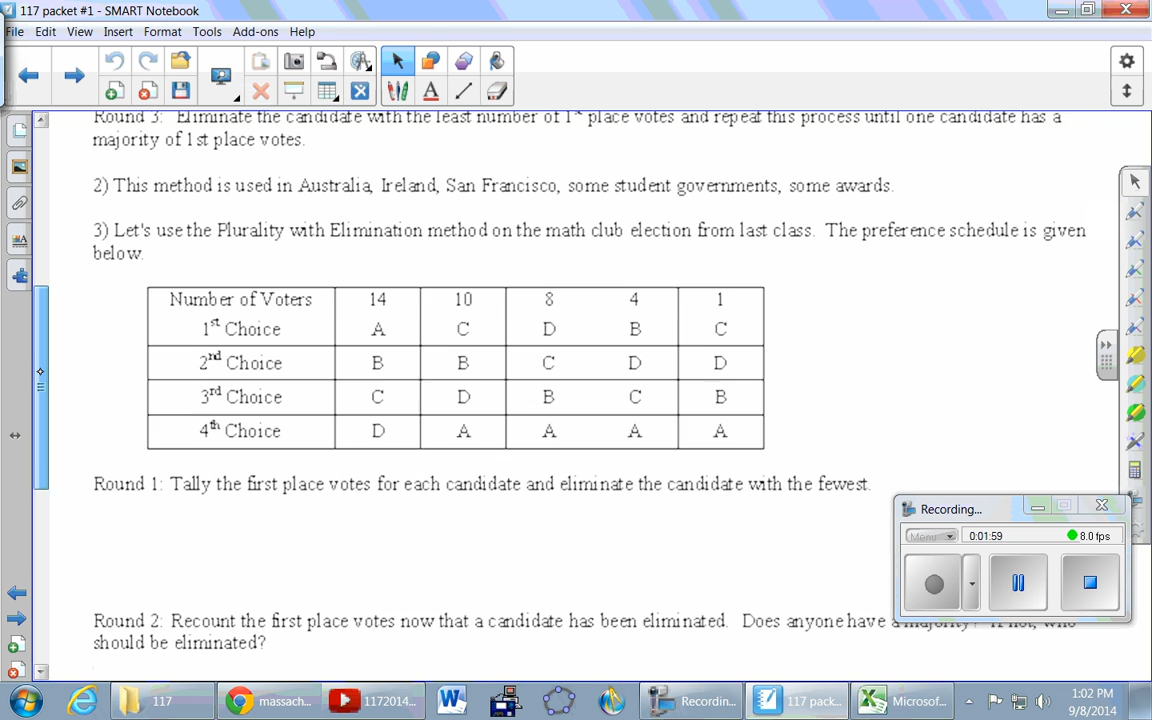 117 packet #1 - SMART Notebook
File Edit View Insert Format Tools Add-ons Help
Round 3: Eliminate the candidate with the least number of 1st place votes and repeat this process until one candidate has a
majority of 1st place votes.
2) This method is used in Australia, Ireland, San Francisco, some student governments, some awards.
3) Let's use the Plurality with Elimination method on the math club election from last class. The preference schedule is given
below.
Number of Voters 14 10 8 4 1
1st Choice A C D B C
2nd Choice B B C D D
3rd Choice C D B C B
4th Choice D A A A A
Round 1: Tally the first place votes for each candidate and eliminate the candidate with the fewest.
Recording...
Menu 0:01:59 8.0 fps
Round 2: Recount the first place votes now that a candidate has been eliminated. Does anyone have a majority? If not, who
should be eliminated?
117 massach... 1172014... Recordin... 117 pack... Microsof...
1:02 PM
9/8/2014